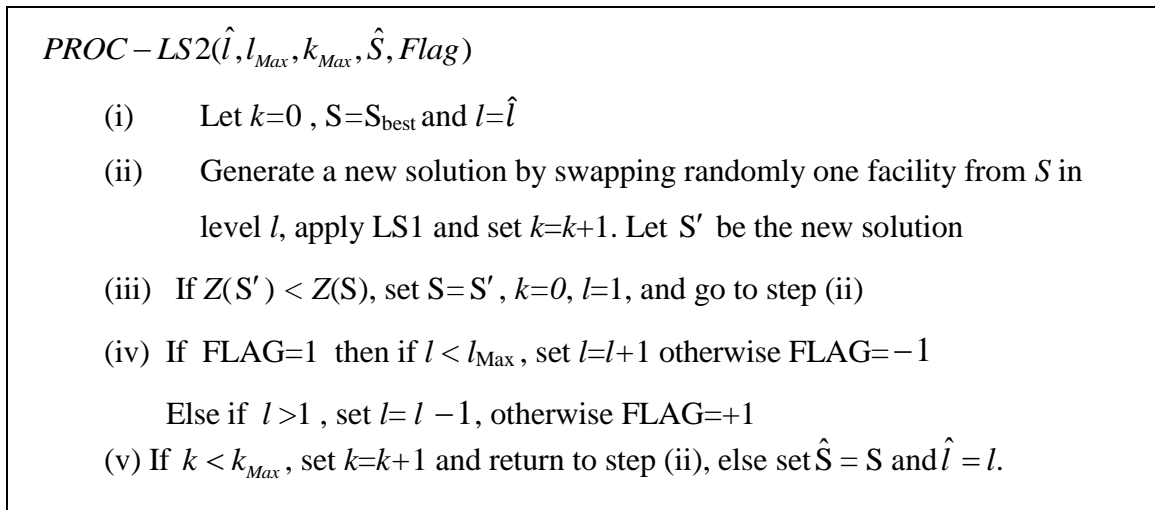 PROC − LS2(l̂, l_Max, k_Max, Ŝ, Flag)
(i) Let k=0 , S=S_best and l=l̂
(ii) Generate a new solution by swapping randomly one facility from S in
level l, apply LS1 and set k=k+1. Let S′ be the new solution
(iii) If Z(S′) < Z(S), set S=S′, k=0, l=1, and go to step (ii)
(iv) If FLAG=1 then if l < l_Max , set l=l+1 otherwise FLAG=−1
Else if l >1 , set l= l −1, otherwise FLAG=+1
(v) If k < k_Max , set k=k+1 and return to step (ii), else set Ŝ = S and l̂ = l.